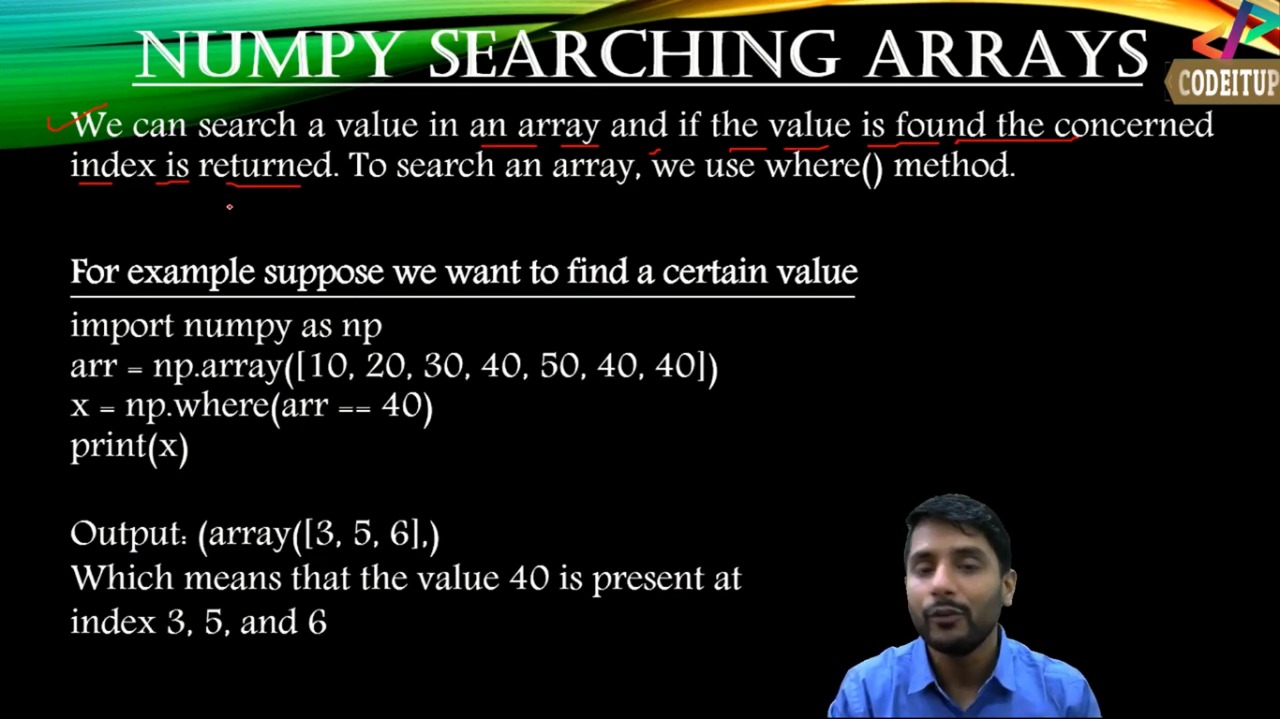 NUMPY SEARCHING ARRAYS
CODEITUP
We can search a value in an array and if the value is found the concerned
index is returned. To search an array, we use where() method.
For example suppose we want to find a certain value
import numpy as np
arr = np.array([10, 20, 30, 40, 50, 40, 40])
x = np.where(arr == 40)
print(x)
Output: (array([3, 5, 6],)
Which means that the value 40 is present at
index 3, 5, and 6